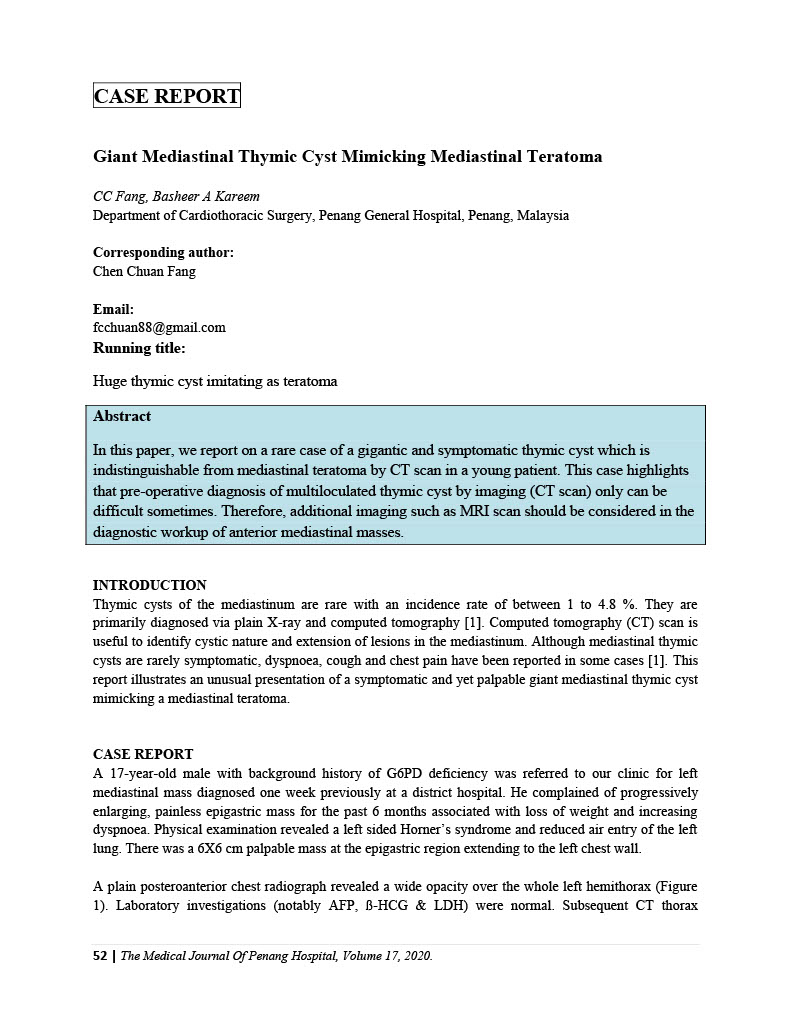 CASE REPORT
Giant Mediastinal Thymic Cyst Mimicking Mediastinal Teratoma
CC Fang, Basheer A Kareem
Department of Cardiothoracic Surgery, Penang General Hospital, Penang, Malaysia
Corresponding author:
Chen Chuan Fang
Email:
fcchuan88@gmail.com
Running title:
Huge thymic cyst imitating as teratoma
Abstract
In this paper, we report on a rare case of a gigantic and symptomatic thymic cyst which is
indistinguishable from mediastinal teratoma by CT scan in a young patient. This case highlights
that pre-operative diagnosis of multiloculated thymic cyst by imaging (CT scan) only can be
difficult sometimes. Therefore, additional imaging such as MRI scan should be considered in the
diagnostic workup of anterior mediastinal masses.
INTRODUCTION
Thymic cysts of the mediastinum are rare with an incidence rate of between 1 to 4.8 %. They are
primarily diagnosed via plain X-ray and computed tomography [1]. Computed tomography (CT) scan is
useful to identify cystic nature and extension of lesions in the mediastinum. Although mediastinal thymic
cysts are rarely symptomatic, dyspnoea, cough and chest pain have been reported in some cases [1]. This
report illustrates an unusual presentation of a symptomatic and yet palpable giant mediastinal thymic cyst
mimicking a mediastinal teratoma.
CASE REPORT
A 17-year-old male with background history of G6PD deficiency was referred to our clinic for left
mediastinal mass diagnosed one week previously at a district hospital. He complained of progressively
enlarging, painless epigastric mass for the past 6 months associated with loss of weight and increasing
dyspnoea. Physical examination revealed a left sided Horner’s syndrome and reduced air entry of the left
lung. There was a 6X6 cm palpable mass at the epigastric region extending to the left chest wall.
A plain posteroanterior chest radiograph revealed a wide opacity over the whole left hemithorax (Figure
1). Laboratory investigations (notably AFP, ß-HCG & LDH) were normal. Subsequent CT thorax
52 | The Medical Journal Of Penang Hospital, Volume 17, 2020.